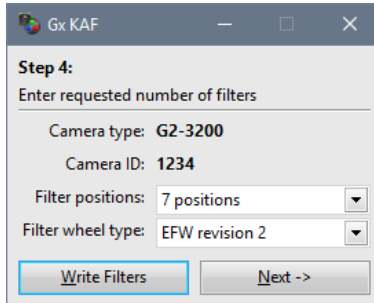 Gx KAF
Step 4:
Enter requested number of filters
Camera type: G2-3200
Camera ID: 1234
Filter positions: 7 positions
Filter wheel type: EFW revision 2
Write Filters Next ->